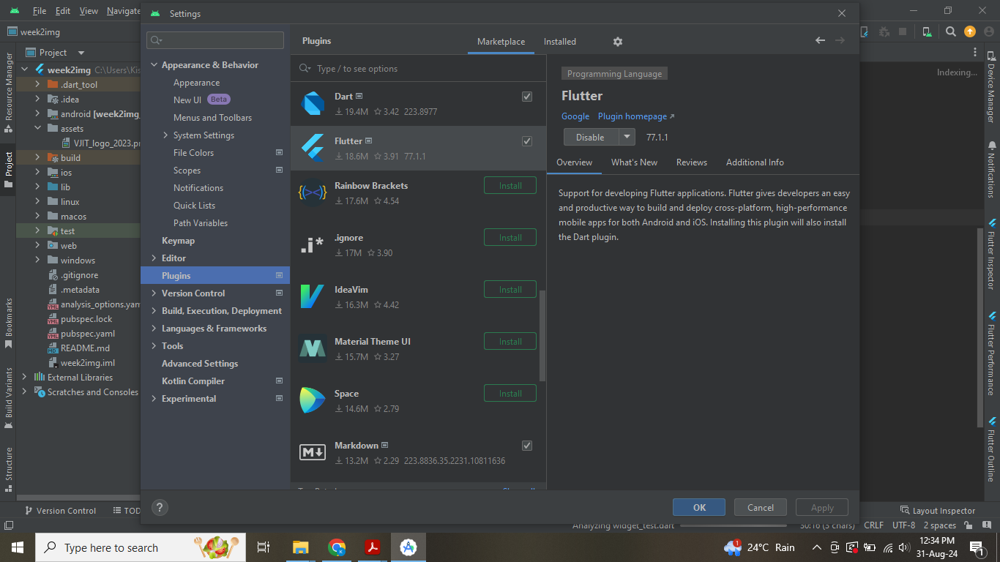 File Edit View Navigate
Settings
week2img
Project
week2img C:\Users\Kis
.dart_tool
.idea
android [week2img_
assets
VJIT_logo_2023.pr
build
ios
lib
linux
macos
test
web
windows
.gitignore
.metadata
analysis_options.yam
pubspec.lock
pubspec.yaml
README.md
week2img.iml
External Libraries
Scratches and Consoles
Resource Manager
Project
Bookmarks
Build Variants
Structure
Appearance & Behavior
Appearance
New UI Beta
Menus and Toolbars
System Settings
File Colors
Scopes
Notifications
Quick Lists
Path Variables
Keymap
Editor
Plugins
Version Control
Build, Execution, Deployment
Languages & Frameworks
Tools
Advanced Settings
Kotlin Compiler
Experimental
Plugins Marketplace Installed
Type / to see options
Dart
19.4M 3.42 223.8977
Flutter
18.6M 3.91 77.1.1
Rainbow Brackets Install
17.6M 4.54
.ignore Install
17M 3.90
IdeaVim Install
16.3M 4.42
Material Theme UI Install
15.7M 3.27
Space Install
14.6M 2.79
Markdown
13.2M 2.29 223.8836.35.2231.10811636
Programming Language
Flutter
Google Plugin homepage
Disable 77.1.1
Overview What's New Reviews Additional Info
Support for developing Flutter applications. Flutter gives developers an easy
and productive way to build and deploy cross-platform, high-performance
mobile apps for both Android and iOS. Installing this plugin will also install
the Dart plugin.
OK Cancel Apply
?
Indexing...
Device Manager
Notifications
Flutter Inspector
Flutter Performance
Flutter Outline
Version Control TOD
Layout Inspector
Analyzing widget_test.dart 30:16 (3 chars) CRLF UTF-8 2 spaces
Type here to search
24°C Rain
12:34 PM
31-Aug-24